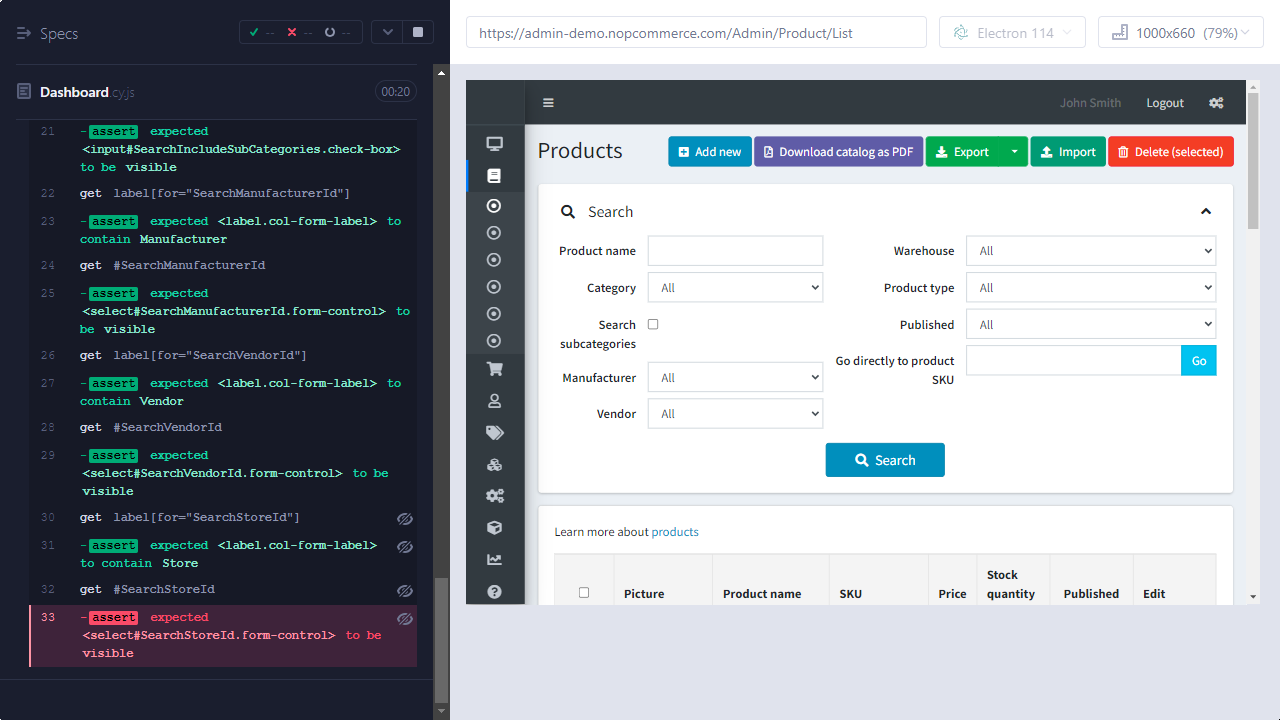 Specs
--
--
--
Dashboard.cy.js
00:20
21 -assert expected
<input#SearchIncludeSubCategories.check-box>
to be visible
22 get label[for="SearchManufacturerId"]
23 -assert expected <label.col-form-label> to
contain Manufacturer
24 get #SearchManufacturerId
25 -assert expected
<select#SearchManufacturerId.form-control> to
be visible
26 get label[for="SearchVendorId"]
27 -assert expected <label.col-form-label> to
contain Vendor
28 get #SearchVendorId
29 -assert expected
<select#SearchVendorId.form-control> to be
visible
30 get label[for="SearchStoreId"]
31 -assert expected <label.col-form-label>
to contain Store
32 get #SearchStoreId
33 -assert expected
<select#SearchStoreId.form-control> to be
visible
https://admin-demo.nopcommerce.com/Admin/Product/List
Electron 114
1000x660 (79%)
John Smith
Logout
Products
Add new
Download catalog as PDF
Export
Import
Delete (selected)
Search
Product name
Category
All
Search
subcategories
Manufacturer
All
Vendor
All
Warehouse
All
Product type
All
Published
All
Go directly to product
SKU
Go
Search
Learn more about products
Picture
Product name
SKU
Price
Stock
quantity
Published
Edit